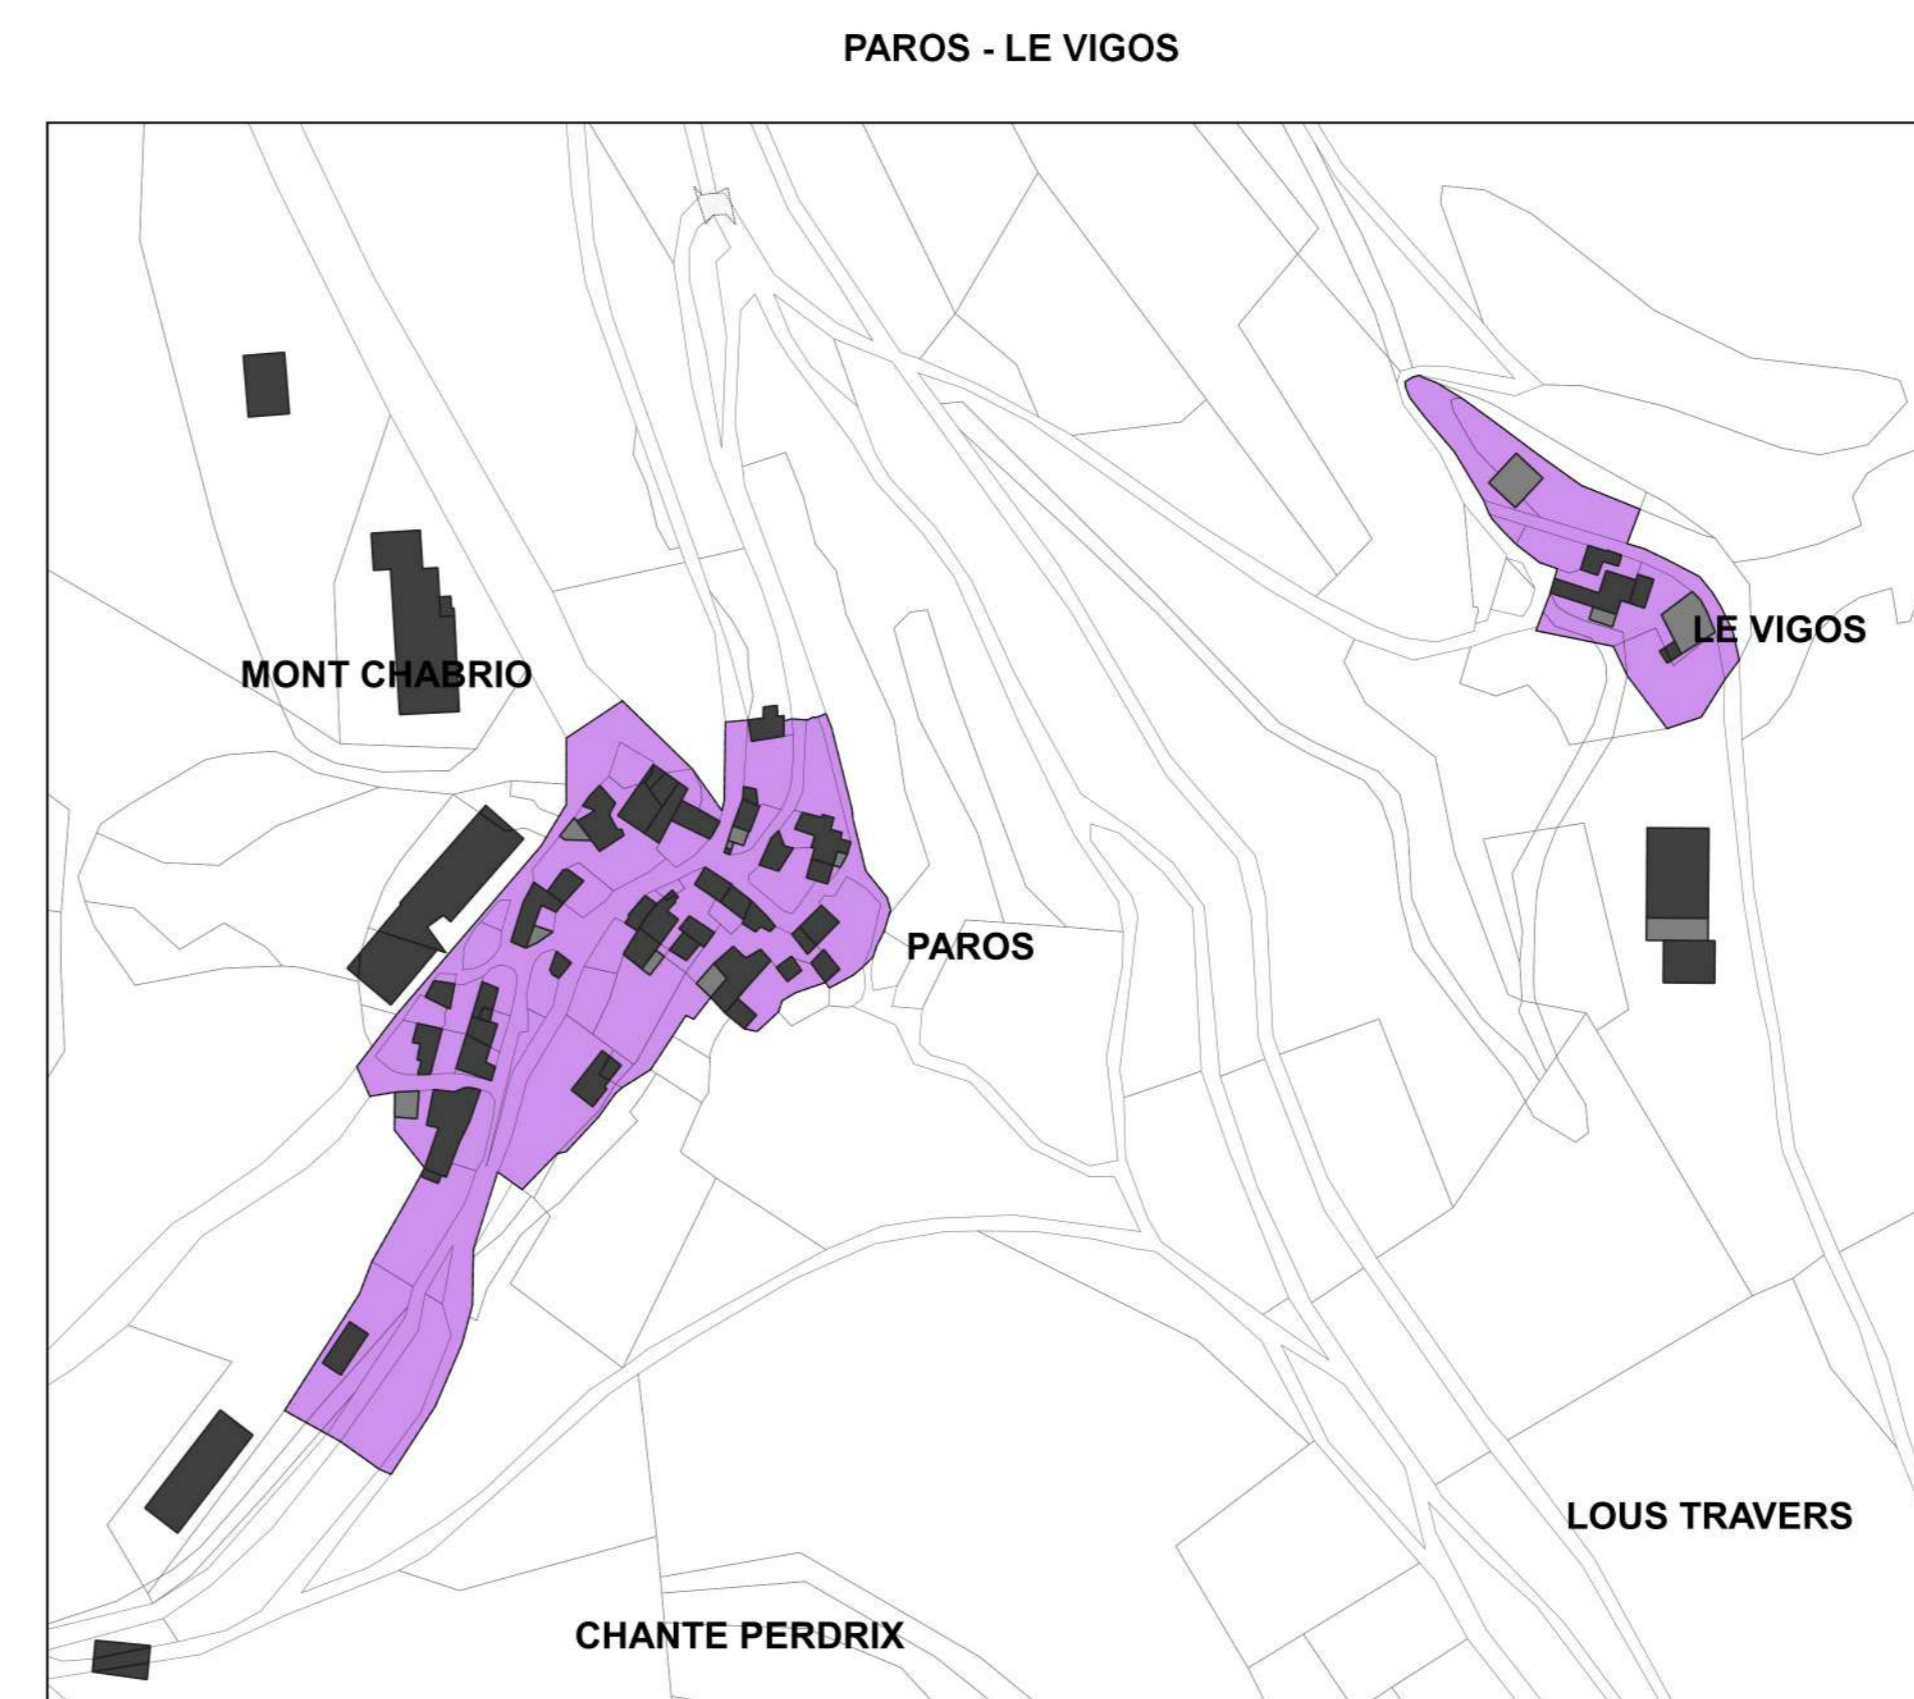 PAROS - LE VIGOS
LE VIGOS
MONT CHABRIO
PAROS
LOUS TRAVERS
CHANTE PERDRIX